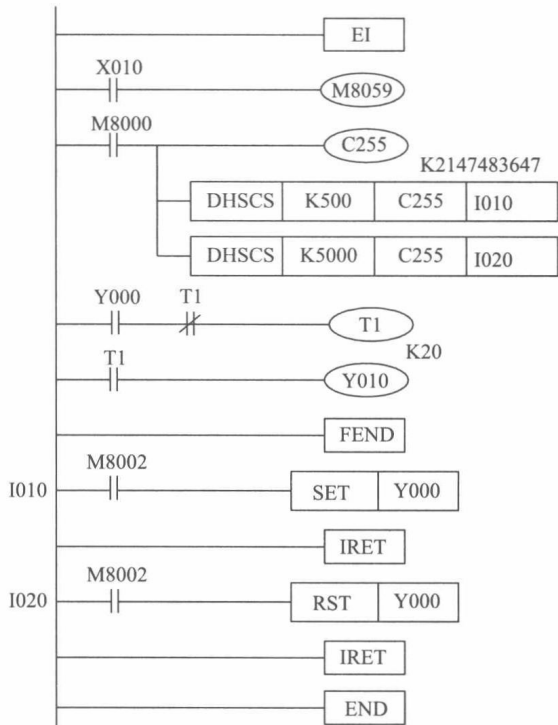 EI
X010
M8059
M8000
C255
K2147483647
DHSCS K500 C255 I010
DHSCS K5000 C255 I020
Y000 T1
T1
K20
T1
Y010
FEND
I010 M8002 SET Y000
IRET
I020 M8002 RST Y000
IRET
END